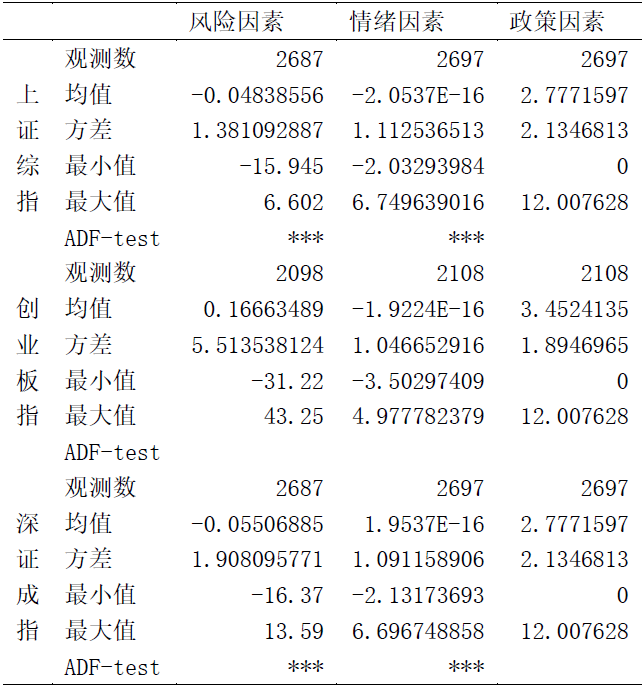 风险因素 情绪因素 政策因素
观测数 2687 2697 2697
上 均值 -0.04838556 -2.0537E-16 2.7771597
证 方差 1.381092887 1.112536513 2.1346813
综 最小值 -15.945 -2.03293984 0
指 最大值 6.602 6.749639016 12.007628
ADF-test *** ***
观测数 2098 2108 2108
创 均值 0.16663489 -1.9224E-16 3.4524135
业 方差 5.513538124 1.046652916 1.8946965
板 最小值 -31.22 -3.50297409 0
指 最大值 43.25 4.977782379 12.007628
ADF-test
观测数 2687 2697 2697
深 均值 -0.05506885 1.9537E-16 2.7771597
证 方差 1.908095771 1.091158906 2.1346813
成 最小值 -16.37 -2.13173693 0
指 最大值 13.59 6.696748858 12.007628
ADF-test *** ***